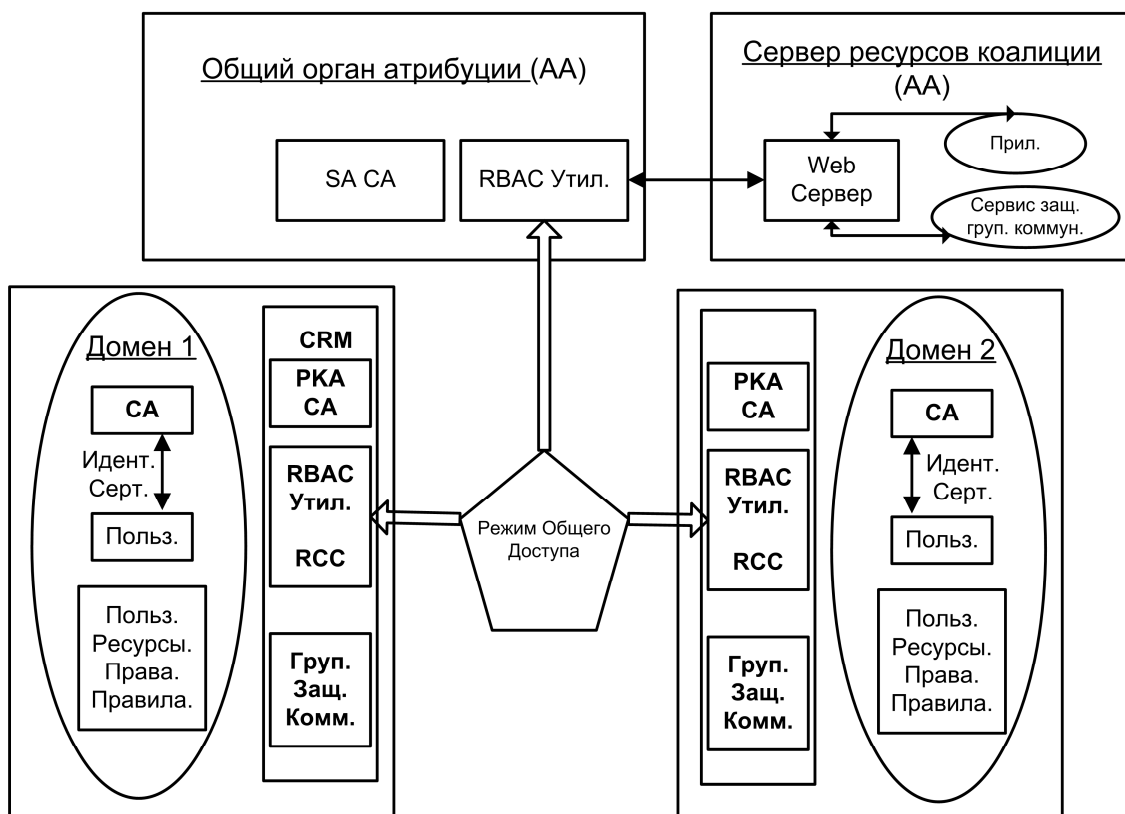 Общий орган атрибуции (АА)
SA CA
RBAC Утил.
Сервер ресурсов коалиции
(АА)
Web
Сервер
Прил.
Сервис защ.
груп. коммун.
Домен 1
CA
Идент.
Серт.
Польз.
Польз.
Ресурсы.
Права.
Правила.
CRM
PKA
CA
RBAC
Утил.
RCC
Груп.
Защ.
Комм.
Режим Общего
Доступа
PKA
CA
RBAC
Утил.
RCC
Груп.
Защ.
Комм.
Домен 2
CA
Идент.
Серт.
Польз.
Польз.
Ресурсы.
Права.
Правила.